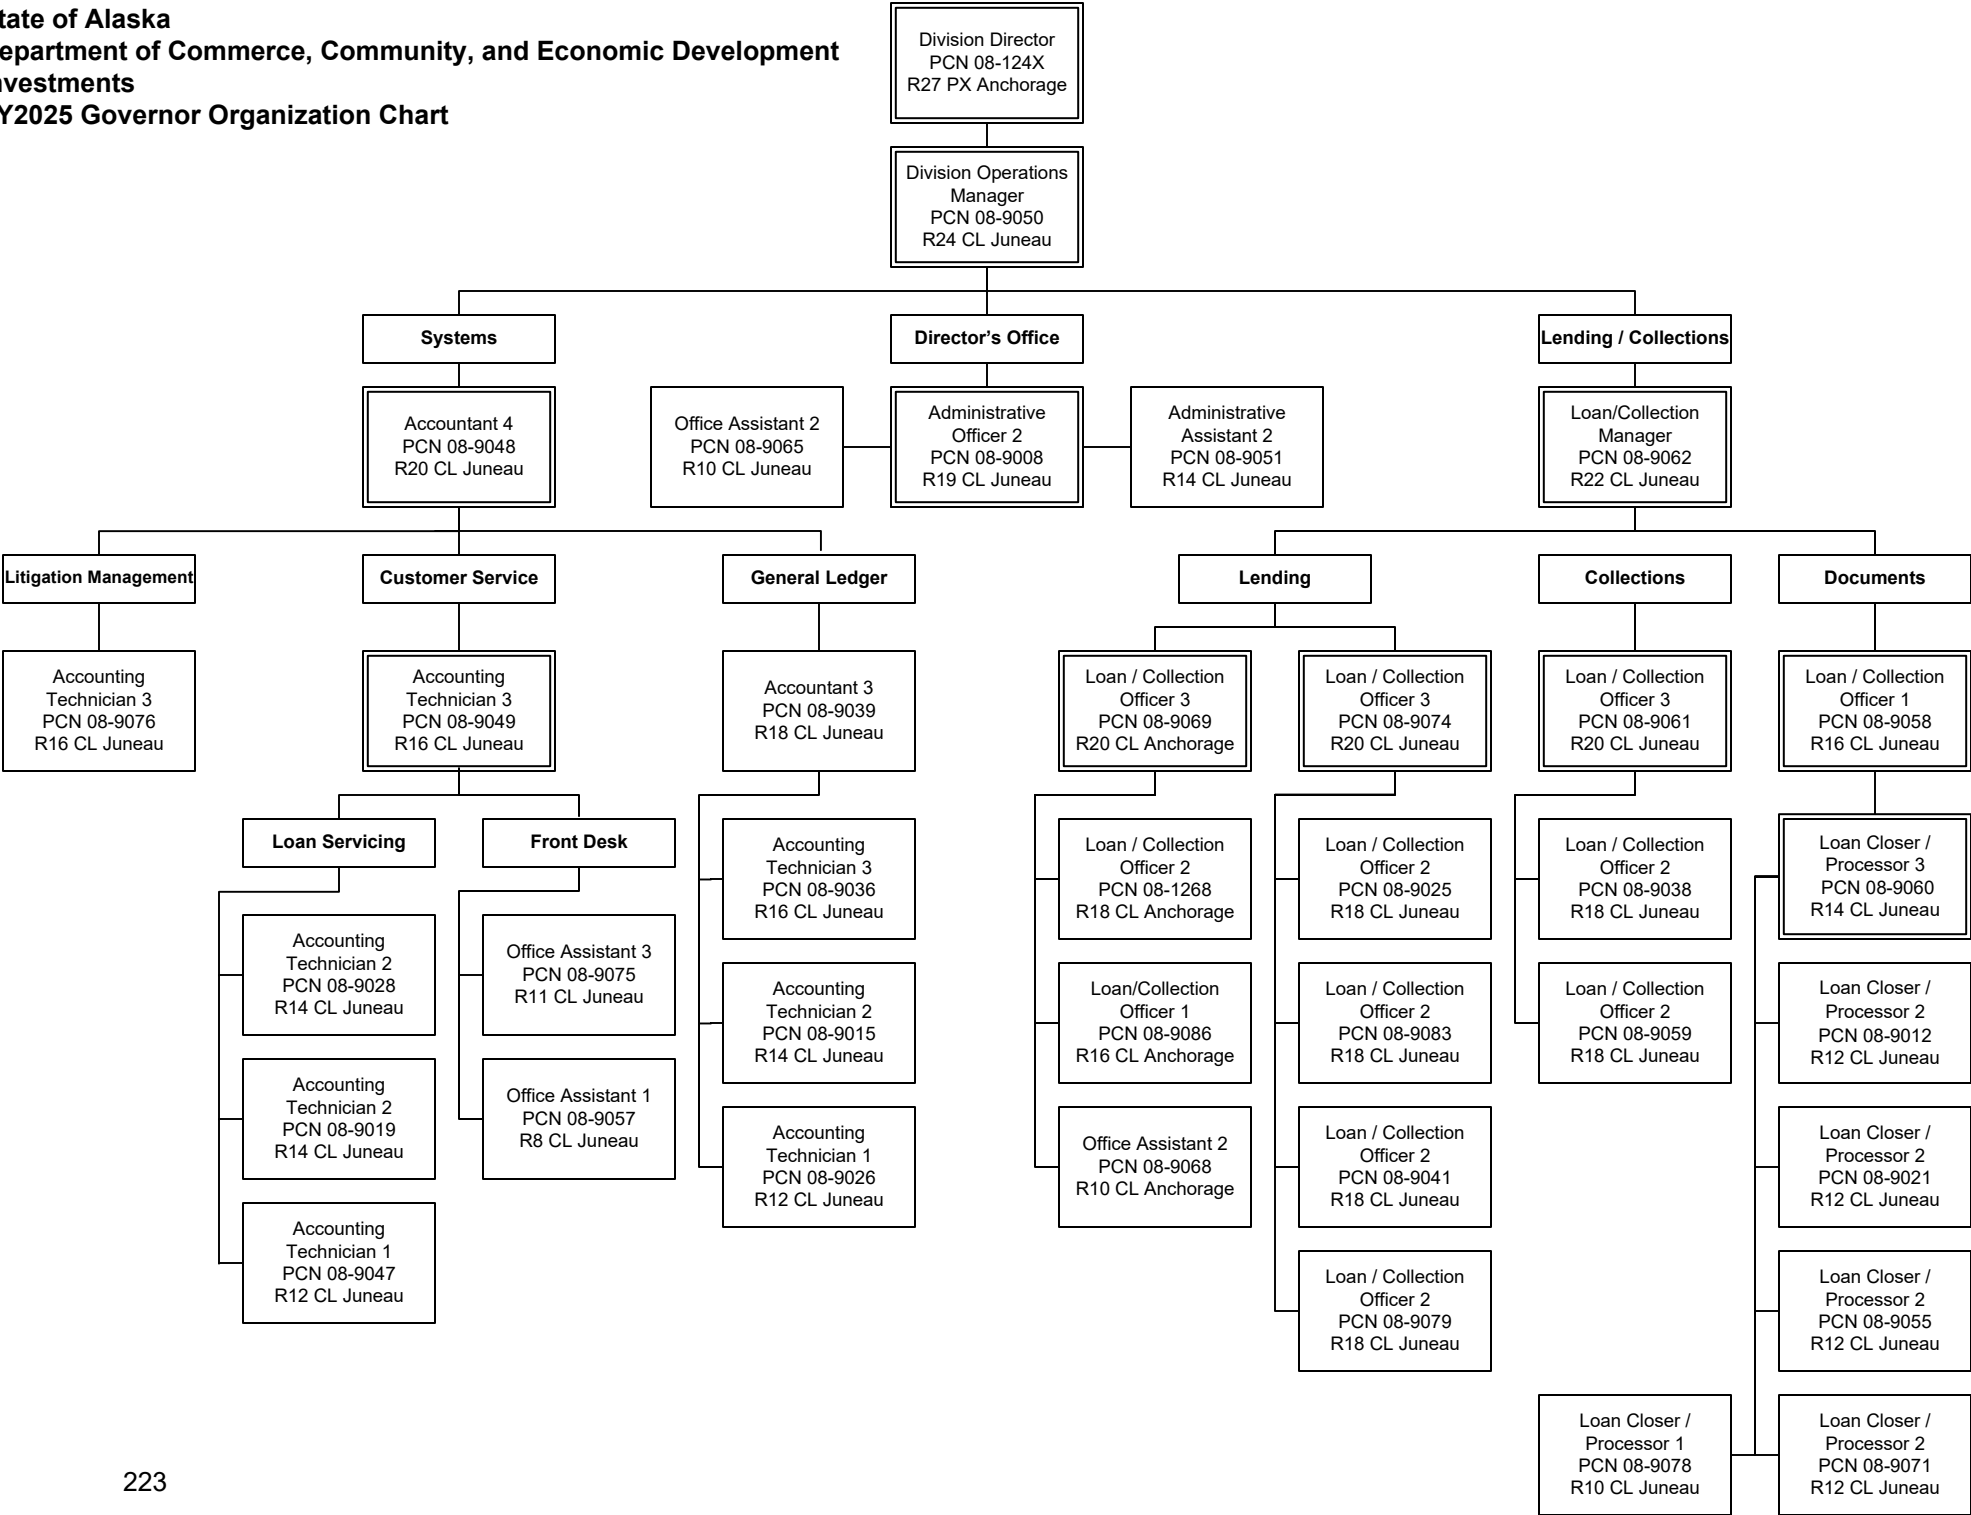 tate of Alaska
epartment of Commerce, Community, and Economic Development
nvestments
Y2025 Governor Organization Chart
Division Director
PCN 08-124X
R27 PX Anchorage
Division Operations
Manager
PCN 08-9050
R24 CL Juneau
Systems
Director's Office
Lending / Collections
Accountant 4
PCN 08-9048
R20 CL Juneau
Office Assistant 2
PCN 08-9065
R10 CL Juneau
Administrative
Officer 2
PCN 08-9008
R19 CL Juneau
Administrative
Assistant 2
PCN 08-9051
R14 CL Juneau
Loan/Collection
Manager
PCN 08-9062
R22 CL Juneau
Litigation Management
Customer Service
General Ledger
Lending
Collections
Documents
Accounting
Technician 3
PCN 08-9076
R16 CL Juneau
Accounting
Technician 3
PCN 08-9049
R16 CL Juneau
Accountant 3
PCN 08-9039
R18 CL Juneau
Loan / Collection
Officer 3
PCN 08-9069
R20 CL Anchorage
Loan / Collection
Officer 3
PCN 08-9074
R20 CL Juneau
Loan / Collection
Officer 3
PCN 08-9061
R20 CL Juneau
Loan / Collection
Officer 1
PCN 08-9058
R16 CL Juneau
Loan Servicing
Front Desk
Accounting
Technician 3
PCN 08-9036
R16 CL Juneau
Loan / Collection
Officer 2
PCN 08-1268
R18 CL Anchorage
Loan / Collection
Officer 2
PCN 08-9025
R18 CL Juneau
Loan / Collection
Officer 2
PCN 08-9038
R18 CL Juneau
Loan Closer /
Processor 3
PCN 08-9060
R14 CL Juneau
Accounting
Technician 2
PCN 08-9028
R14 CL Juneau
Office Assistant 3
PCN 08-9075
R11 CL Juneau
Accounting
Technician 2
PCN 08-9015
R14 CL Juneau
Loan/Collection
Officer 1
PCN 08-9086
R16 CL Anchorage
Loan / Collection
Officer 2
PCN 08-9083
R18 CL Juneau
Loan / Collection
Officer 2
PCN 08-9059
R18 CL Juneau
Loan Closer /
Processor 2
PCN 08-9012
R12 CL Juneau
Accounting
Technician 2
PCN 08-9019
R14 CL Juneau
Office Assistant 1
PCN 08-9057
R8 CL Juneau
Accounting
Technician 1
PCN 08-9026
R12 CL Juneau
Office Assistant 2
PCN 08-9068
R10 CL Anchorage
Loan / Collection
Officer 2
PCN 08-9041
R18 CL Juneau
Loan Closer /
Processor 2
PCN 08-9021
R12 CL Juneau
Accounting
Technician 1
PCN 08-9047
R12 CL Juneau
Loan / Collection
Officer 2
PCN 08-9079
R18 CL Juneau
Loan Closer /
Processor 2
PCN 08-9055
R12 CL Juneau
Loan Closer /
Processor 1
PCN 08-9078
R10 CL Juneau
Loan Closer /
Processor 2
PCN 08-9071
R12 CL Juneau
223